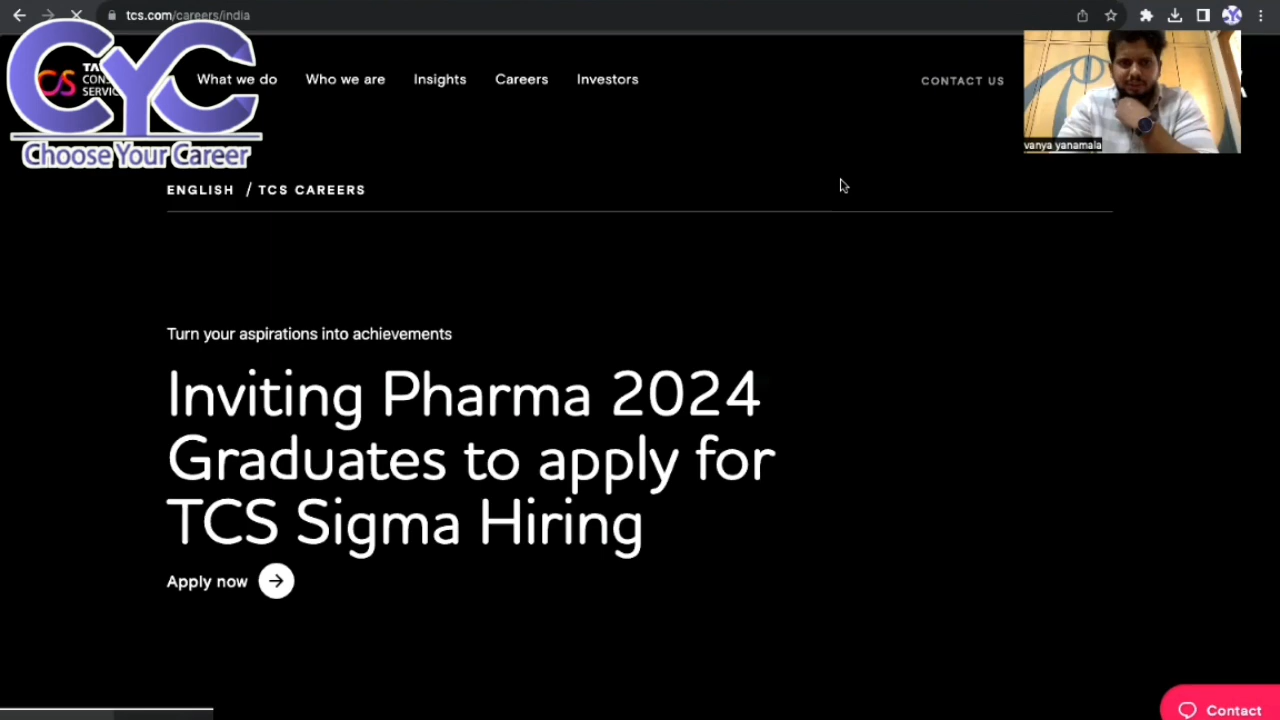 tcs.com/careers/india
CYC
Choose Your Career
What we do
Who we are
Insights
Careers
Investors
CONTACT US
vanya yanamala
ENGLISH / TCS CAREERS
Turn your aspirations into achievements
Inviting Pharma 2024
Graduates to apply for
TCS Sigma Hiring
Apply now
Contact